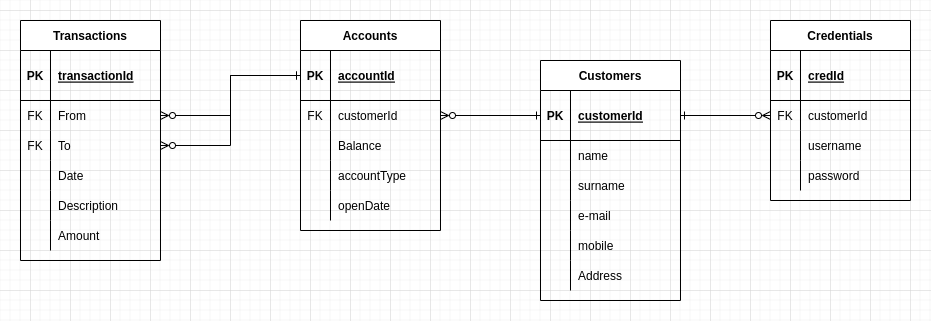 Transactions
PK transactionId
FK From
FK To
Date
Description
Amount
Accounts
PK accountId
FK customerId
Balance
accountType
openDate
Customers
PK customerId
name
surname
e-mail
mobile
Address
Credentials
PK credId
FK customerId
username
password